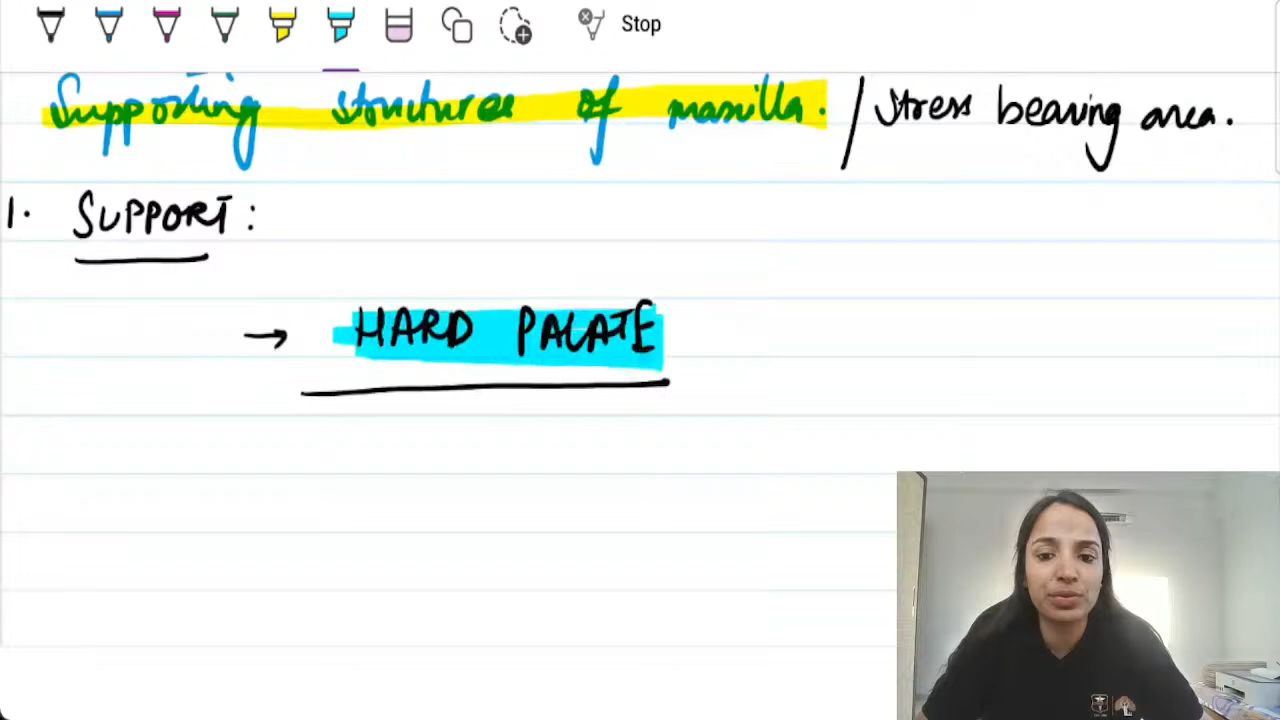 Stop
Supporting structures of maxilla. / Stress bearing area.
1. SUPPORT:
→ HARD PALATE